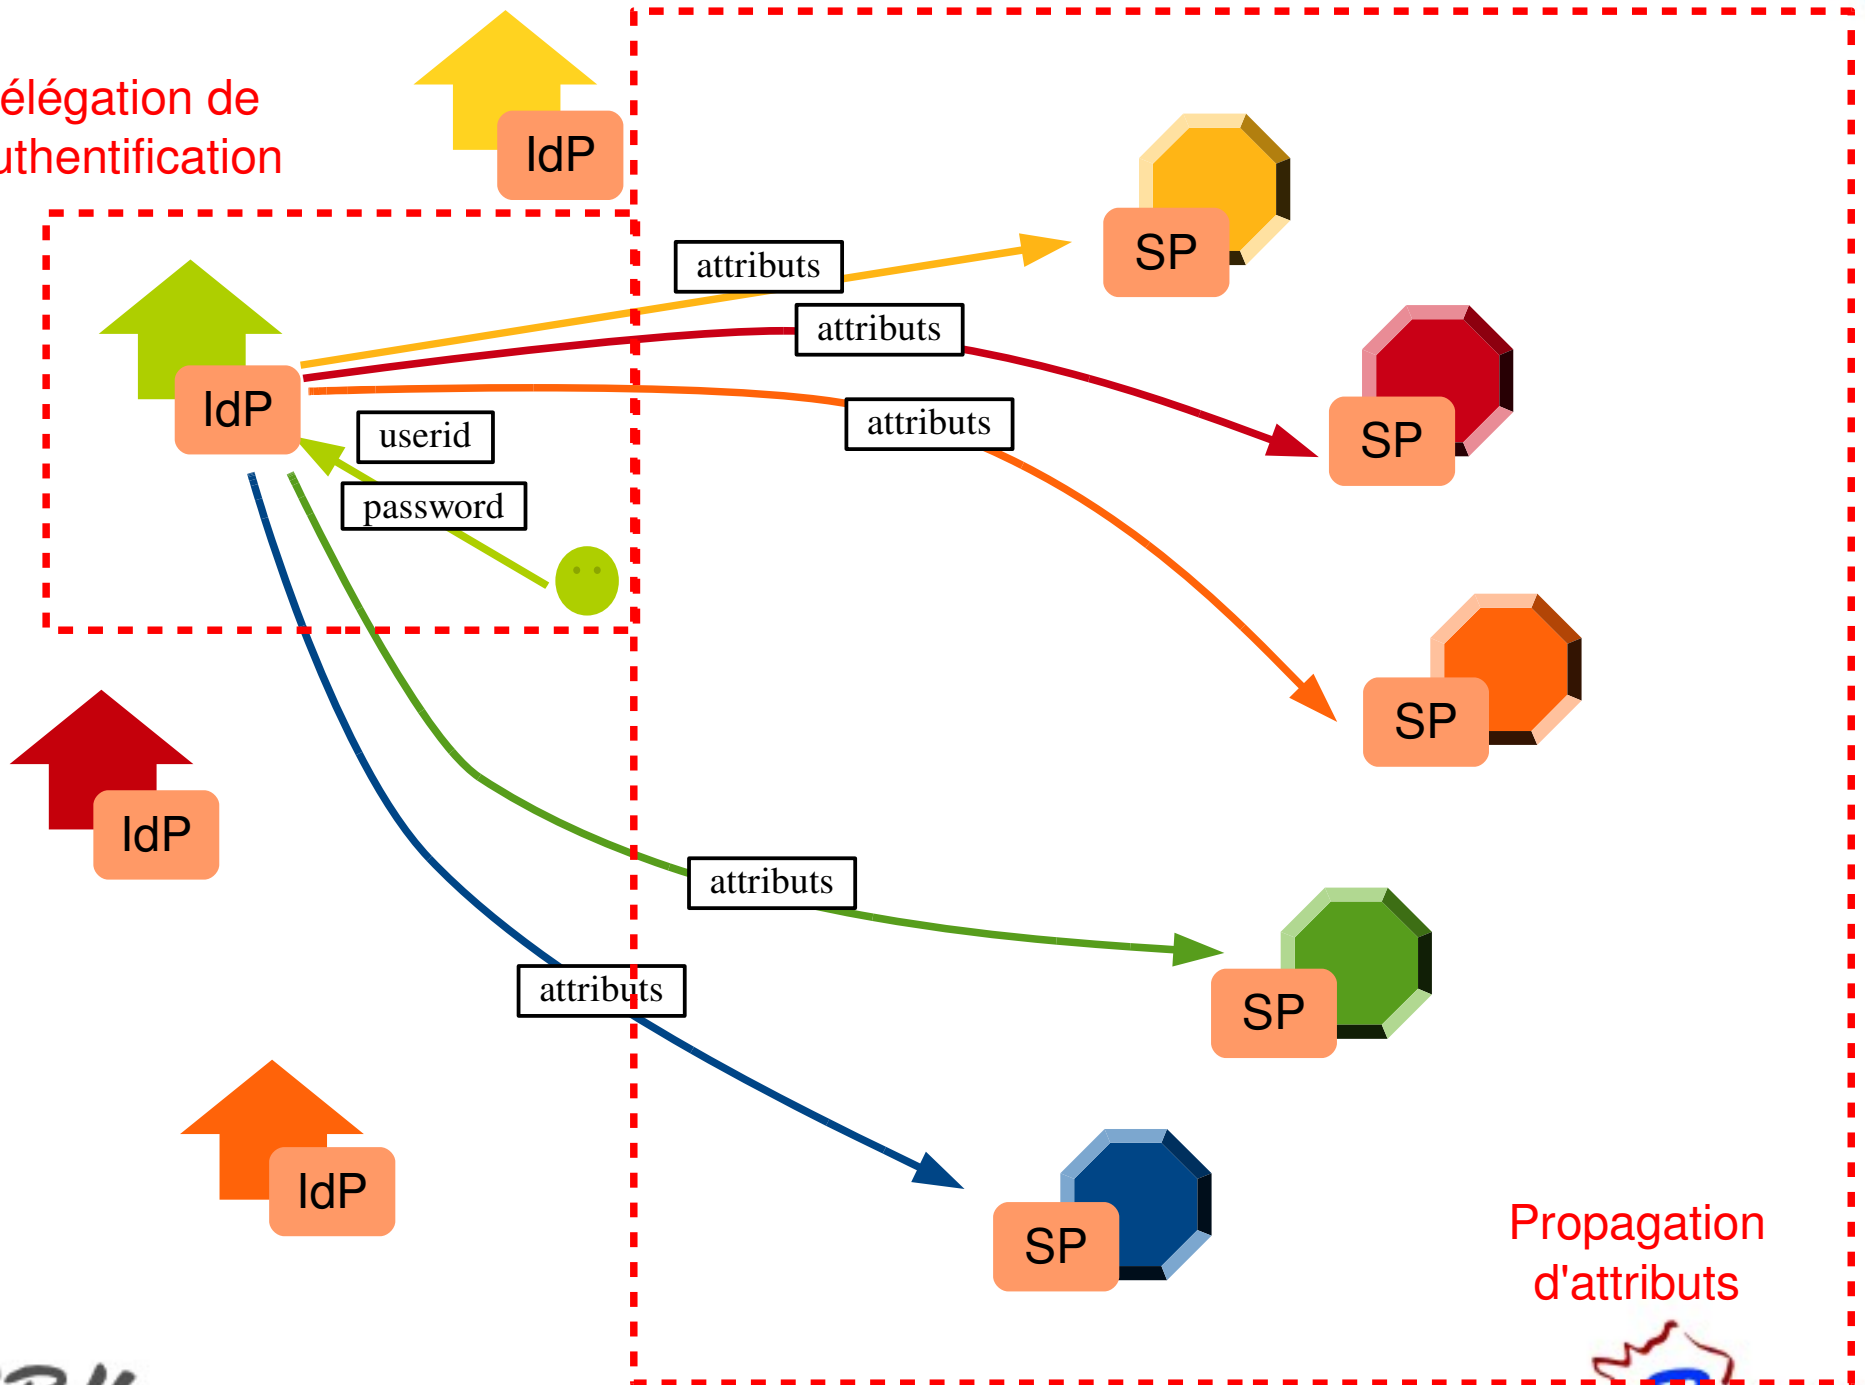 élégation de
uthentification
IdP
SP
attributs
attributs
IdP
attributs
userid
SP
password
SP
IdP
attributs
attributs
SP
IdP
SP
Propagation
d'attributs